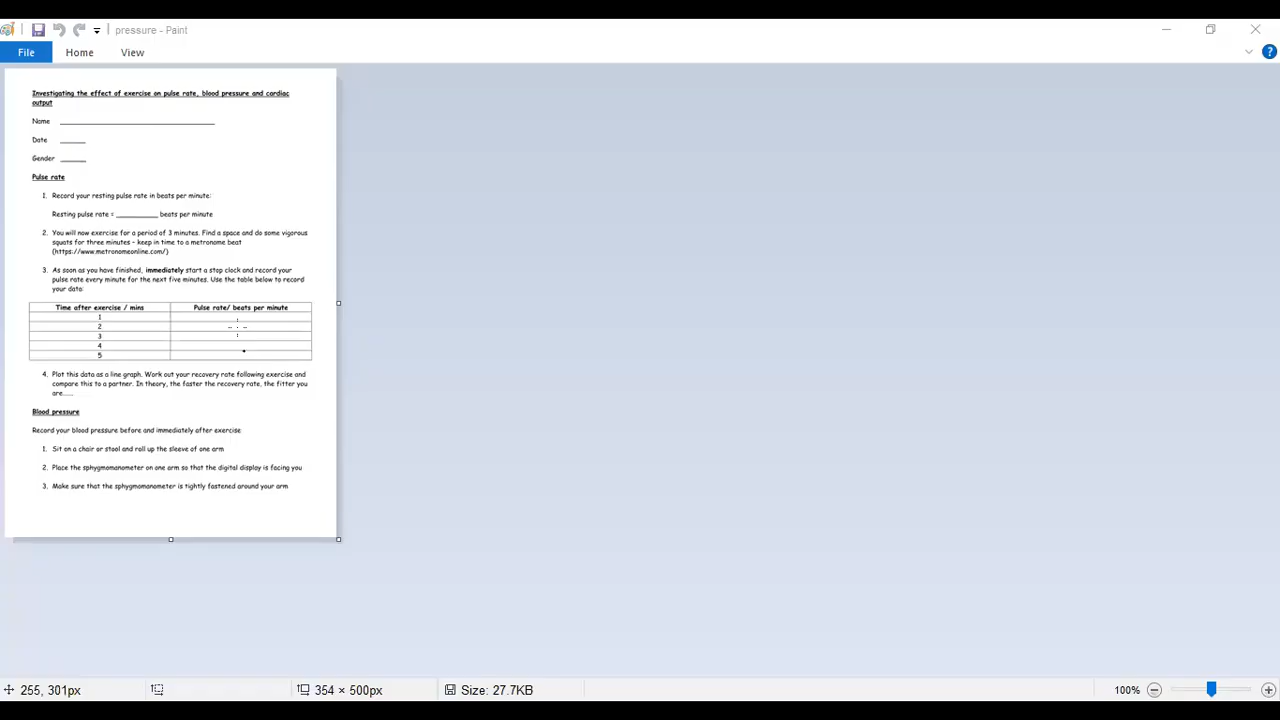 pressure - Paint
File Home View
Investigating the effect of exercise on pulse rate, blood pressure and cardiac
output
Name
Date
Gender
Pulse rate
1. Record your resting pulse rate in beats per minute:
Resting pulse rate = __________ beats per minute
2. You will now exercise for a period of 3 minutes. Find a space and do some vigorous
squats for three minutes – keep in time to a metronome beat
(https://www.metronomeonline.com/)
3. As soon as you have finished, immediately start a stop clock and record your
pulse rate every minute for the next five minutes. Use the table below to record
your data:
Time after exercise / mins Pulse rate/ beats per minute
1
2
3
4
5
4. Plot this data as a line graph. Work out your recovery rate following exercise and
compare this to a partner. In theory, the faster the recovery rate, the fitter you
are......
Blood pressure
Record your blood pressure before and immediately after exercise:
1. Sit on a chair or stool and roll up the sleeve of one arm
2. Place the sphygmomanometer on one arm so that the digital display is facing you
3. Make sure that the sphygmomanometer is tightly fastened around your arm
255, 301px 354 × 500px Size: 27.7KB 100%